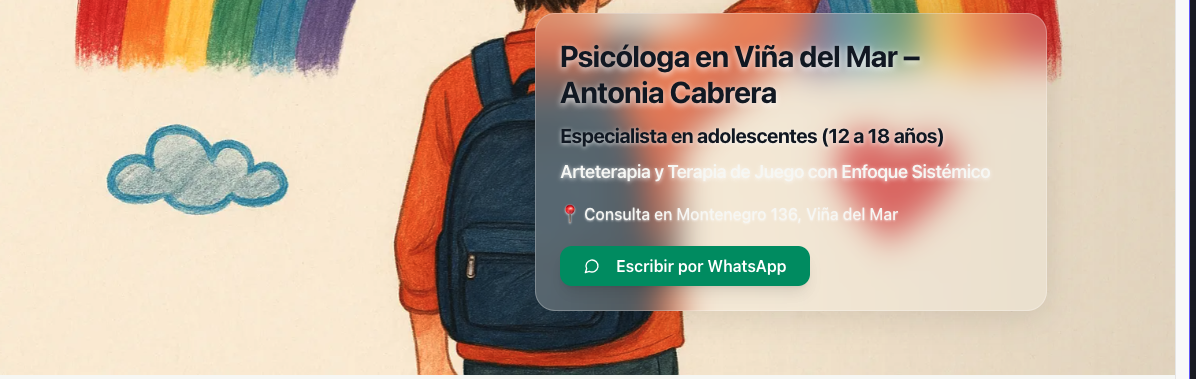 Psicóloga en Viña del Mar –
Antonia Cabrera
Especialista en adolescentes (12 a 18 años)
Arteterapia y Terapia de Juego con Enfoque Sistémico
📍 Consulta en Montenegro 136, Viña del Mar
Escribir por WhatsApp